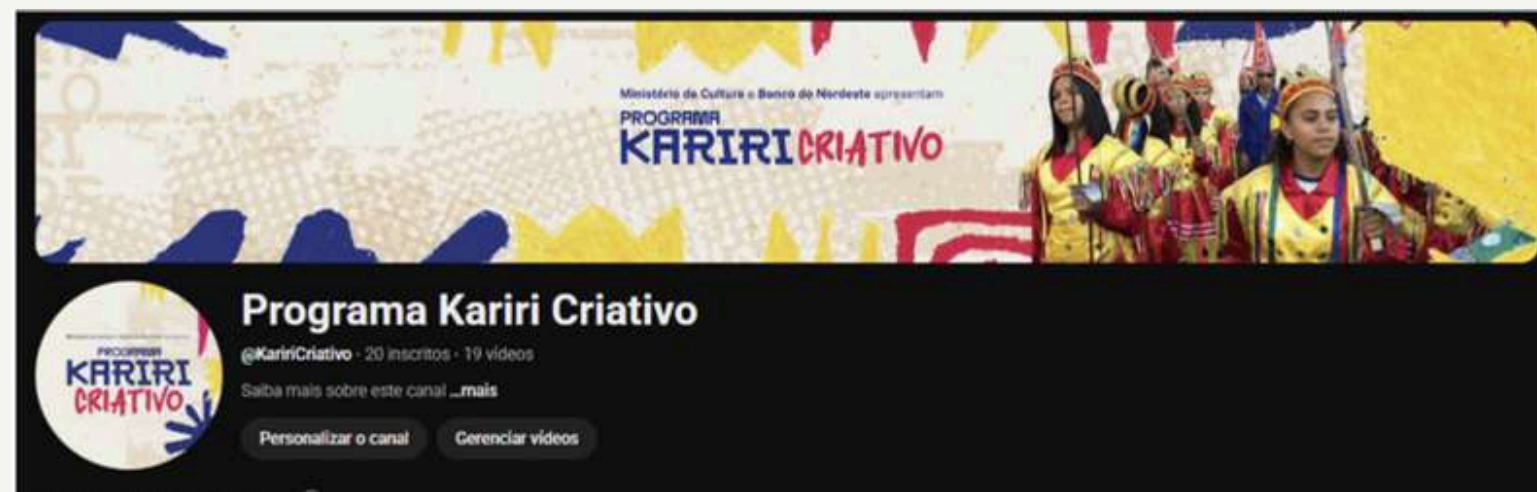 Ministério da Cultura e Banco do Nordeste apresentam
PROGRAMA
KARIRI CRIATIVO
Programa Kariri Criativo
@KaririCriativo · 20 inscritos · 19 vídeos
PROGRAMA
KARIRI
CRIATIVO
Saiba mais sobre este canal ...mais
Personalizar o canal
Gerenciar vídeos